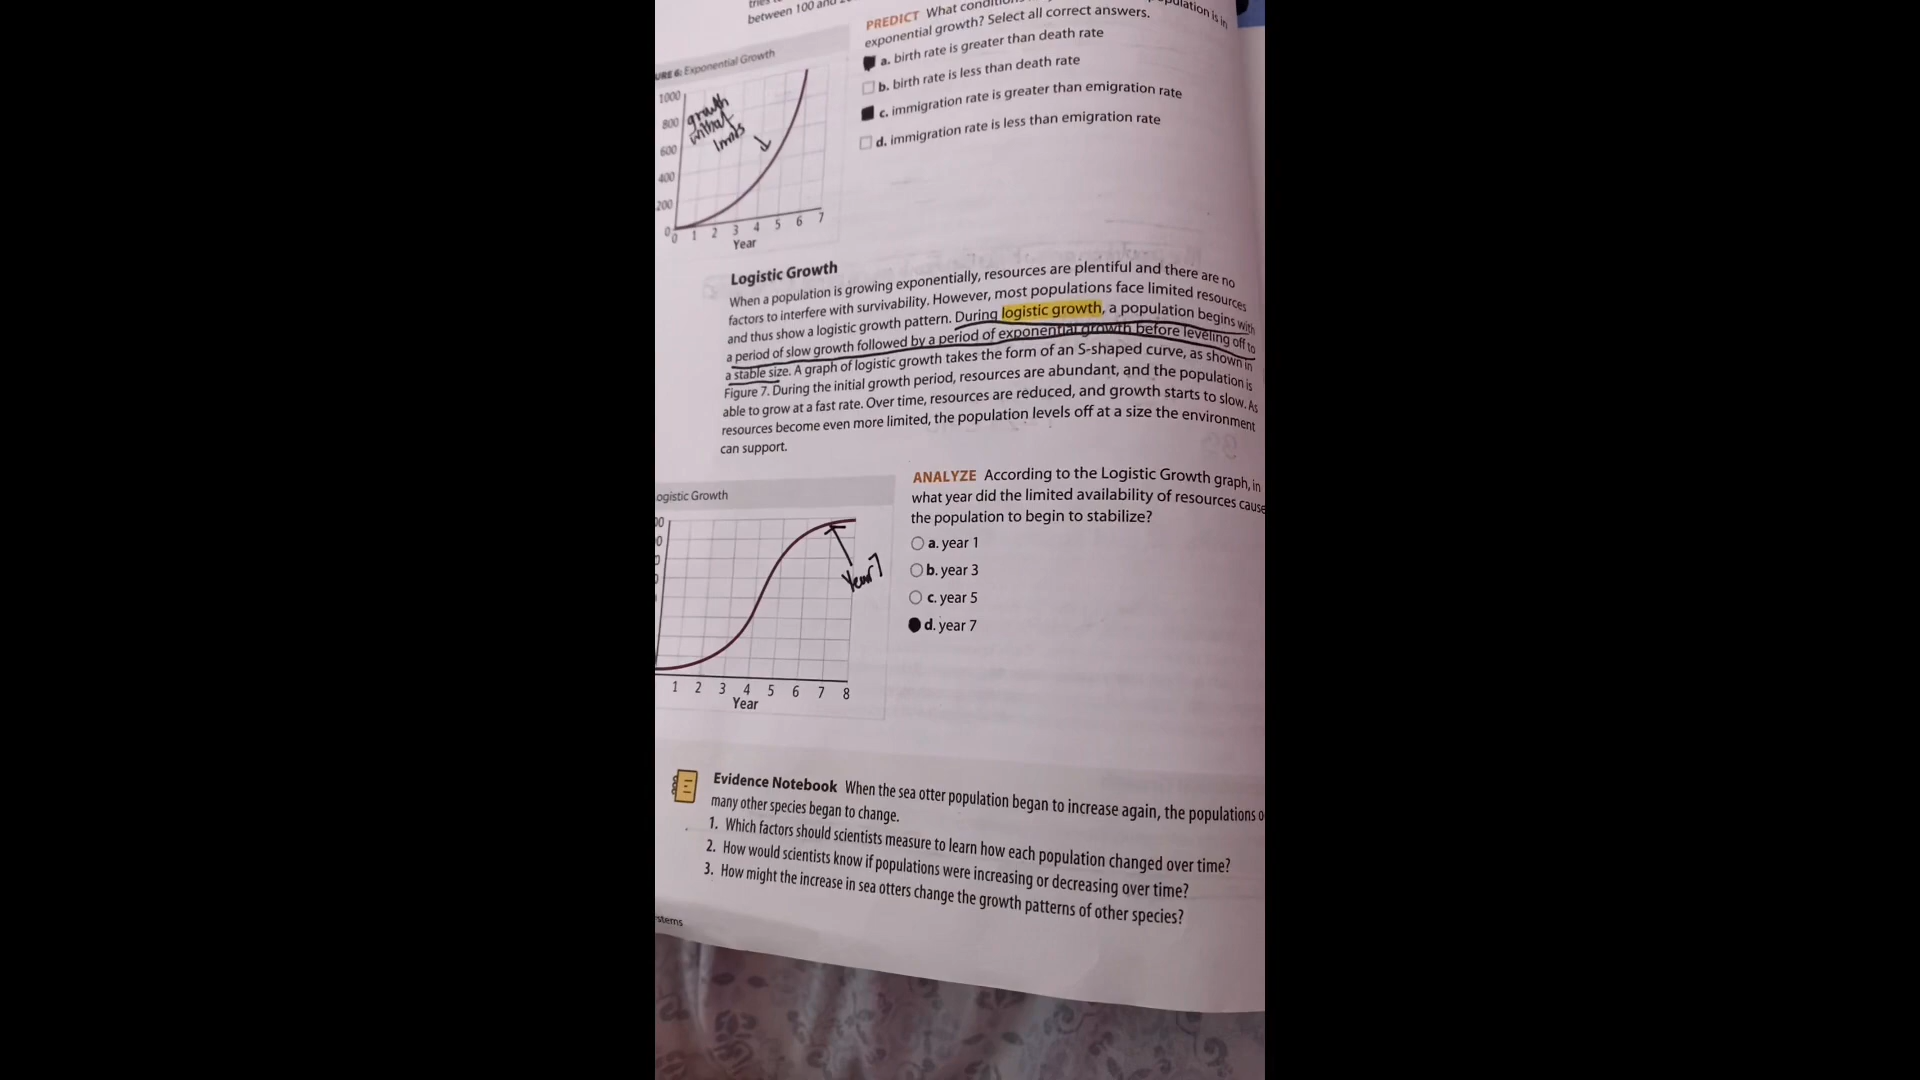 between 100 and
PREDICT What conditions
pulation is in
exponential growth? Select all correct answers.
a. birth rate is greater than death rate
b. birth rate is less than death rate
c. immigration rate is greater than emigration rate
d. immigration rate is less than emigration rate
URE 6: Exponential Growth
1000
800
600
400
200
0
growth
without
limits
0 1 2 3 4 5 6 7
Year
Logistic Growth
When a population is growing exponentially, resources are plentiful and there are no
factors to interfere with survivability. However, most populations face limited resources
and thus show a logistic growth pattern. During logistic growth, a population begins with
a period of slow growth followed by a period of exponential growth before leveling off to
a stable size. A graph of logistic growth takes the form of an S-shaped curve, as shown in
Figure 7. During the initial growth period, resources are abundant, and the population is
able to grow at a fast rate. Over time, resources are reduced, and growth starts to slow. As
resources become even more limited, the population levels off at a size the environment
can support.
ogistic Growth
00
0
0
Year 7
1 2 3 4 5 6 7 8
Year
ANALYZE According to the Logistic Growth graph, in
what year did the limited availability of resources cause
the population to begin to stabilize?
a. year 1
b. year 3
c. year 5
d. year 7
Evidence Notebook When the sea otter population began to increase again, the populations o
many other species began to change.
1. Which factors should scientists measure to learn how each population changed over time?
2. How would scientists know if populations were increasing or decreasing over time?
3. How might the increase in sea otters change the growth patterns of other species?
stems